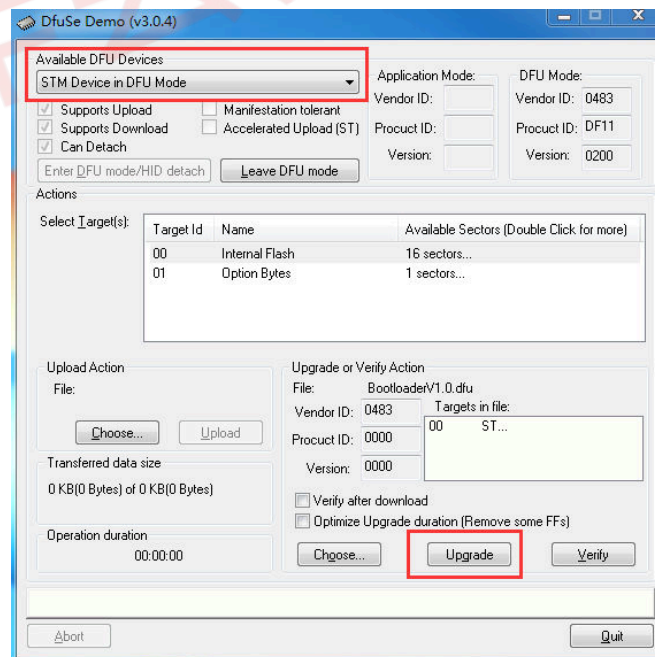 DfuSe Demo (v3.0.4)
Available DFU Devices
STM Device in DFU Mode
Supports Upload
Manifestation tolerant
Supports Download
Accelerated Upload (ST)
Can Detach
Enter DFU mode/HID detach
Leave DFU mode
Application Mode:
Vendor ID:
Procuct ID:
Version:
DFU Mode:
Vendor ID: 0483
Procuct ID: DF11
Version: 0200
Actions
Select Target(s):
Target Id Name Available Sectors (Double Click for more)
00 Internal Flash 16 sectors...
01 Option Bytes 1 sectors...
Upload Action
File:
Choose...
Upload
Transferred data size
0 KB(0 Bytes) of 0 KB(0 Bytes)
Operation duration
00:00:00
Upgrade or Verify Action
File: BootloaderV1.0.dfu
Vendor ID: 0483
Procuct ID: 0000
Version: 0000
Targets in file:
00 ST...
Verify after download
Optimize Upgrade duration (Remove some FFs)
Choose...
Upgrade
Verify
Abort
Quit